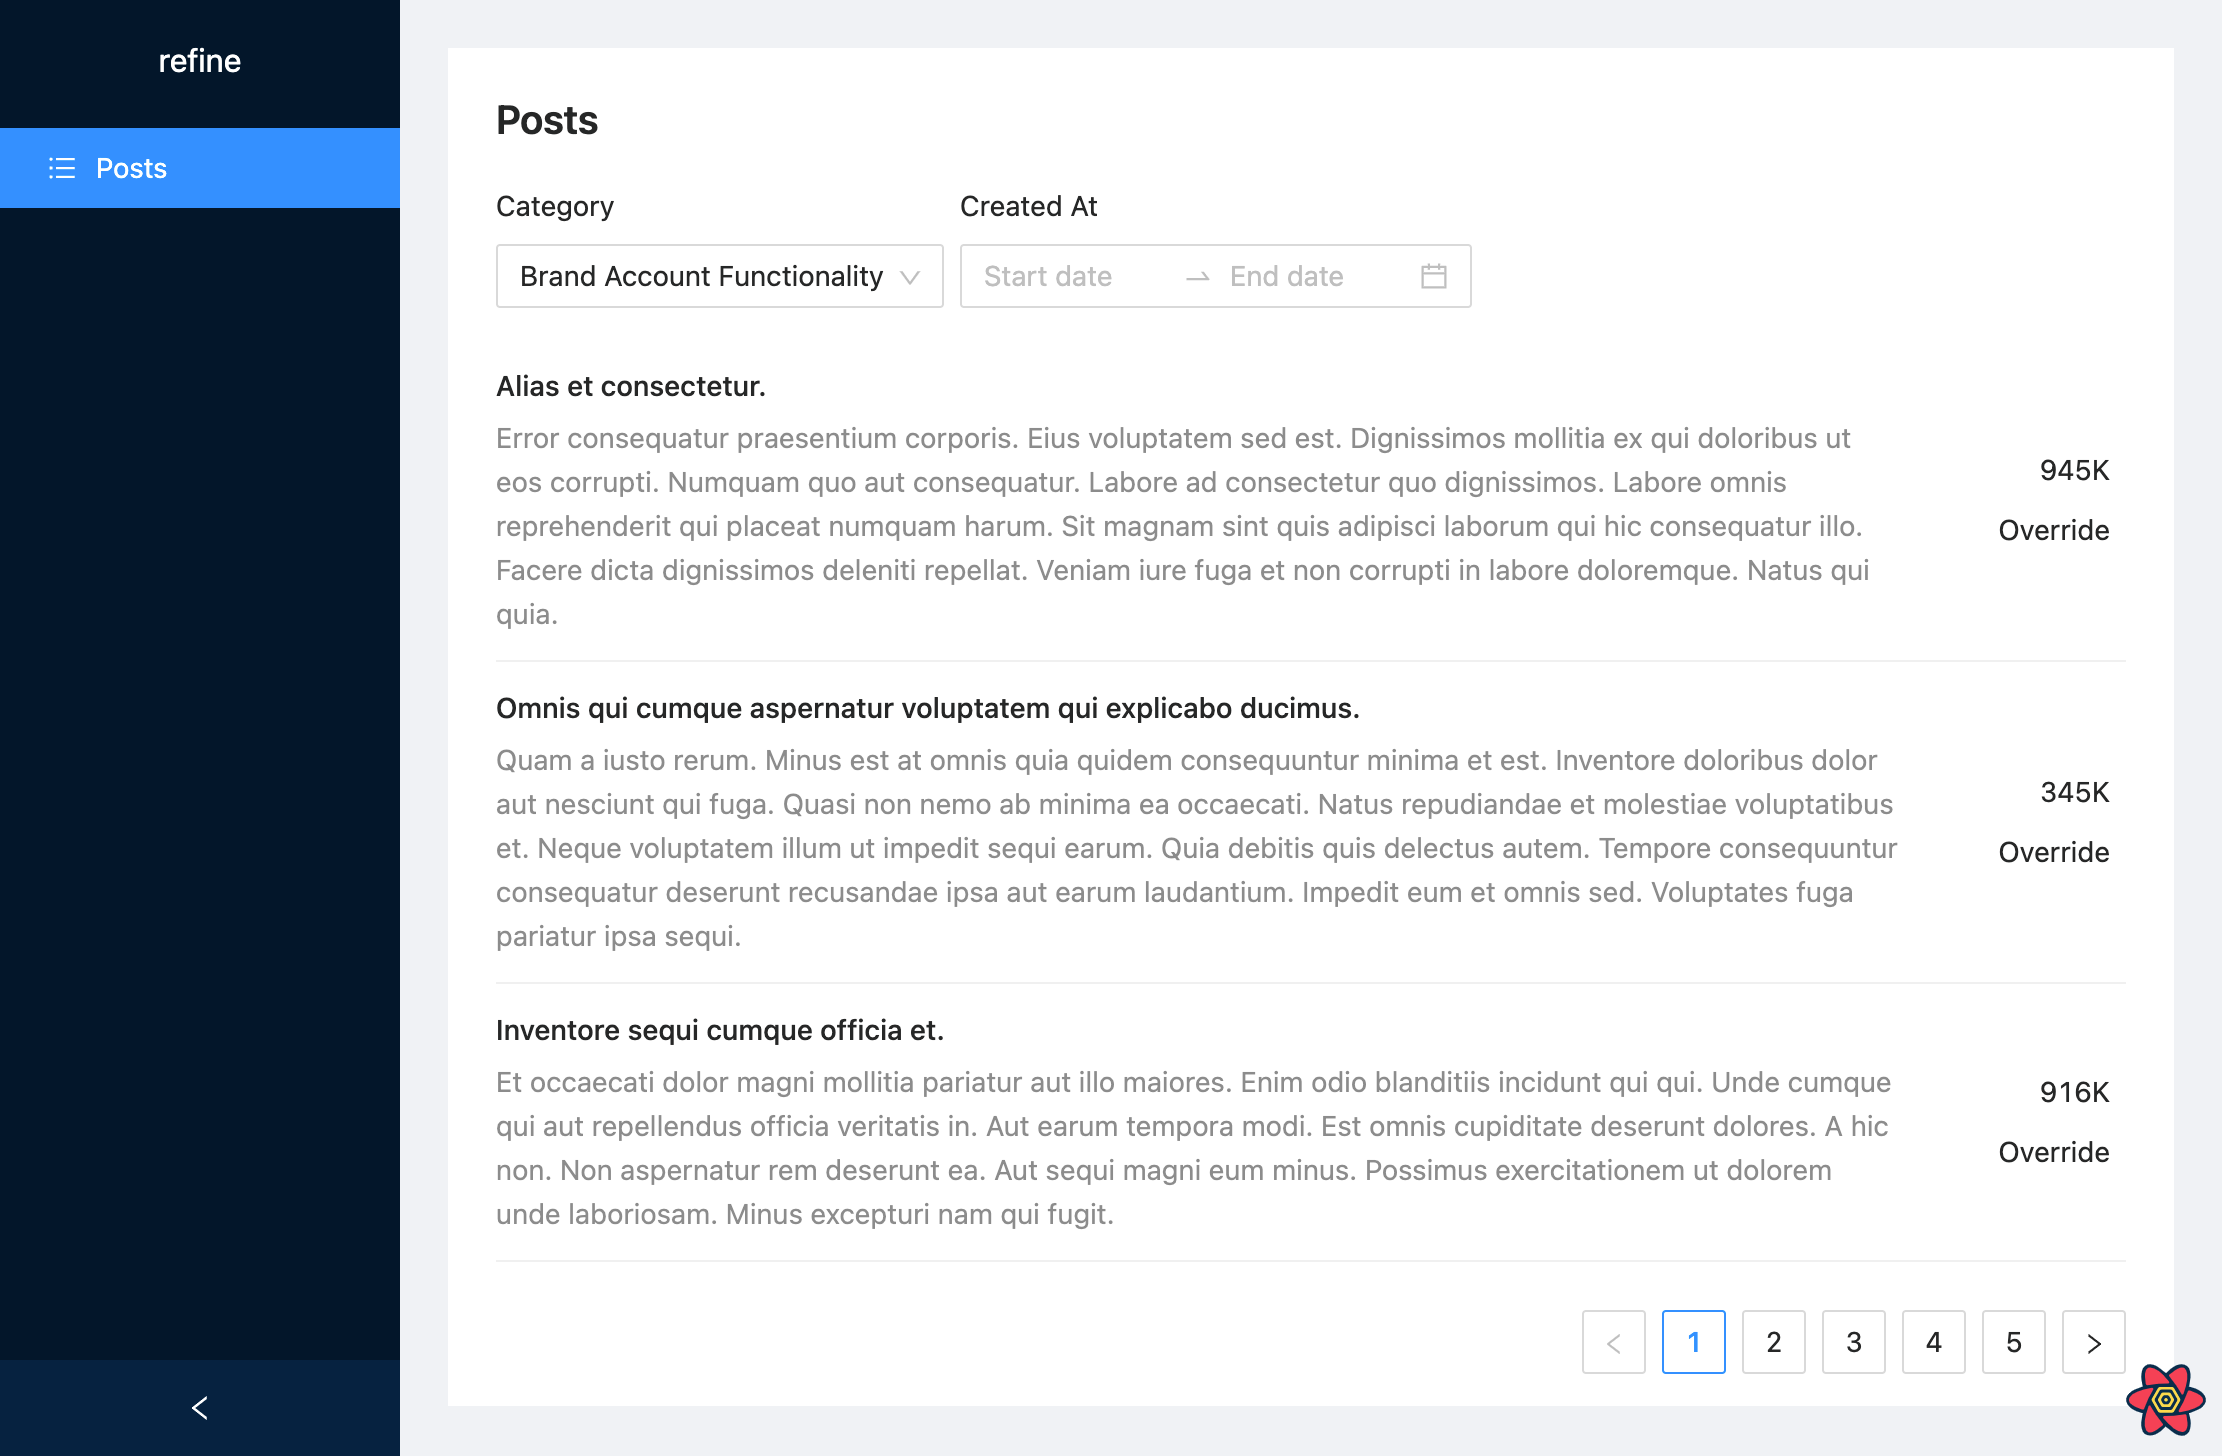 refine
Posts
Posts
Category
Created At
Brand Account Functionality
Start date
End date
Alias et consectetur.
Error consequatur praesentium corporis. Eius voluptatem sed est. Dignissimos mollitia ex qui doloribus ut
eos corrupti. Numquam quo aut consequatur. Labore ad consectetur quo dignissimos. Labore omnis
reprehenderit qui placeat numquam harum. Sit magnam sint quis adipisci laborum qui hic consequatur illo.
Facere dicta dignissimos deleniti repellat. Veniam iure fuga et non corrupti in labore doloremque. Natus qui
quia.
945K
Override
Omnis qui cumque aspernatur voluptatem qui explicabo ducimus.
Quam a iusto rerum. Minus est at omnis quia quidem consequuntur minima et est. Inventore doloribus dolor
aut nesciunt qui fuga. Quasi non nemo ab minima ea occaecati. Natus repudiandae et molestiae voluptatibus
et. Neque voluptatem illum ut impedit sequi earum. Quia debitis quis delectus autem. Tempore consequuntur
consequatur deserunt recusandae ipsa aut earum laudantium. Impedit eum et omnis sed. Voluptates fuga
pariatur ipsa sequi.
345K
Override
Inventore sequi cumque officia et.
Et occaecati dolor magni mollitia pariatur aut illo maiores. Enim odio blanditiis incidunt qui qui. Unde cumque
qui aut repellendus officia veritatis in. Aut earum tempora modi. Est omnis cupiditate deserunt dolores. A hic
non. Non aspernatur rem deserunt ea. Aut sequi magni eum minus. Possimus exercitationem ut dolorem
unde laboriosam. Minus excepturi nam qui fugit.
916K
Override
1 2 3 4 5